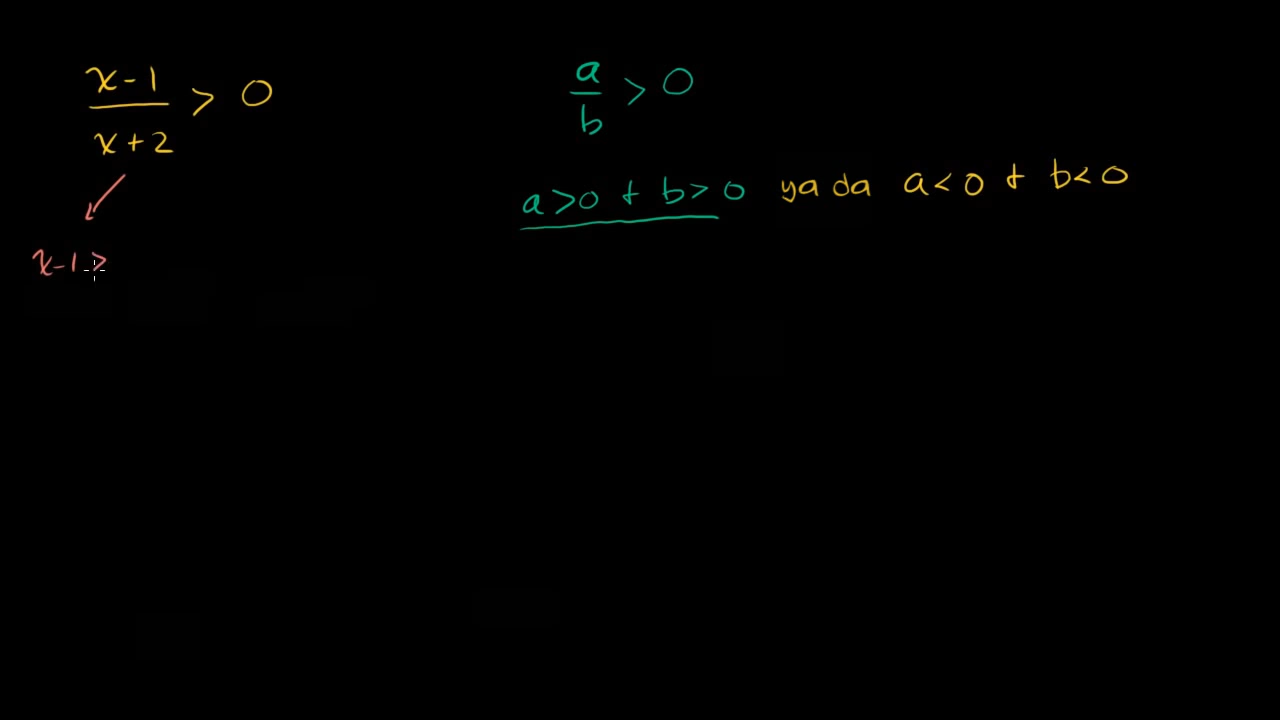 x-1
x+2
> 0
a
b
> 0
a>0 + b>0 ya da a<0 + b<0
x-1 >